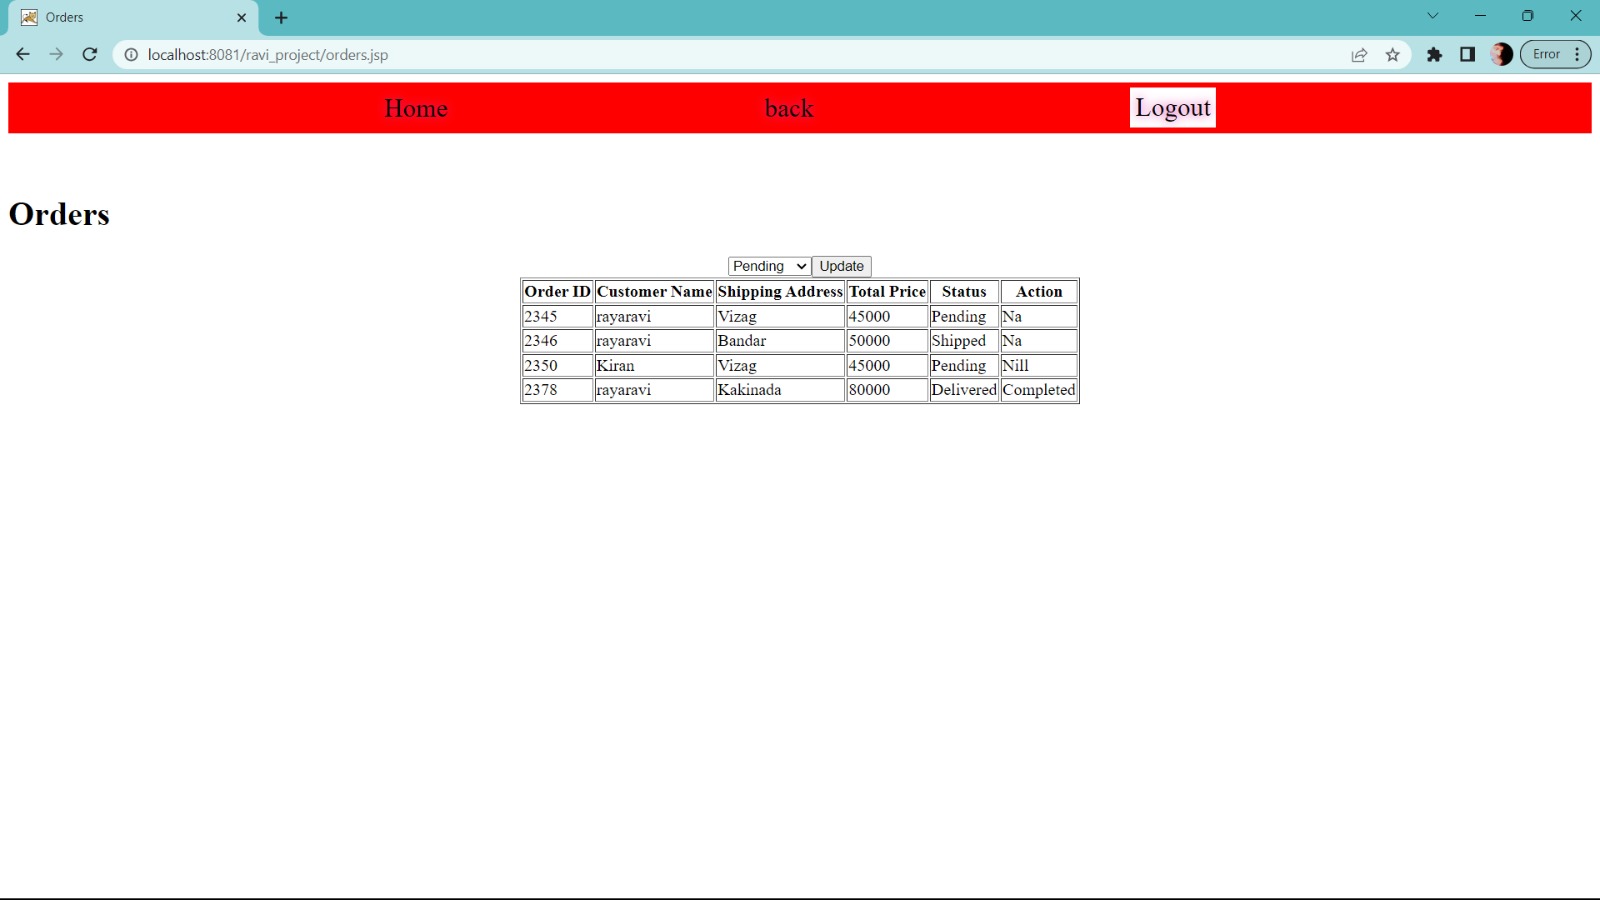 Orders
localhost:8081/ravi_project/orders.jsp
Error
Home back Logout
Orders
Pending Update
Order ID Customer Name Shipping Address Total Price Status Action
2345 rayaravi Vizag 45000 Pending Na
2346 rayaravi Bandar 50000 Shipped Na
2350 Kiran Vizag 45000 Pending Nill
2378 rayaravi Kakinada 80000 Delivered Completed